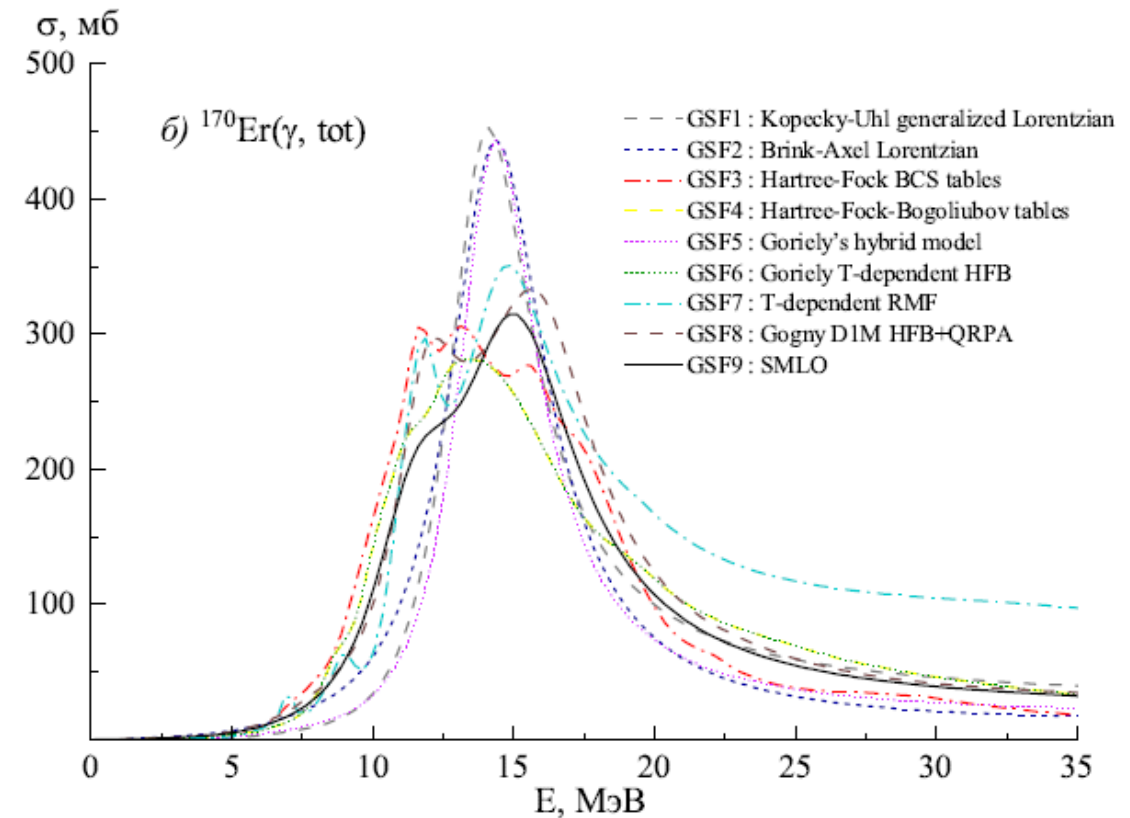 σ, мб
500
400
300
200
100
б) ¹⁷⁰Er(γ, tot)
GSF1 : Kopecky-Uhl generalized Lorentzian
GSF2 : Brink-Axel Lorentzian
GSF3 : Hartree-Fock BCS tables
GSF4 : Hartree-Fock-Bogoliubov tables
GSF5 : Goriely's hybrid model
GSF6 : Goriely T-dependent HFB
GSF7 : T-dependent RMF
GSF8 : Gogny D1M HFB+QRPA
GSF9 : SMLO
0 5 10 15 20 25 30 35
E, МэВ